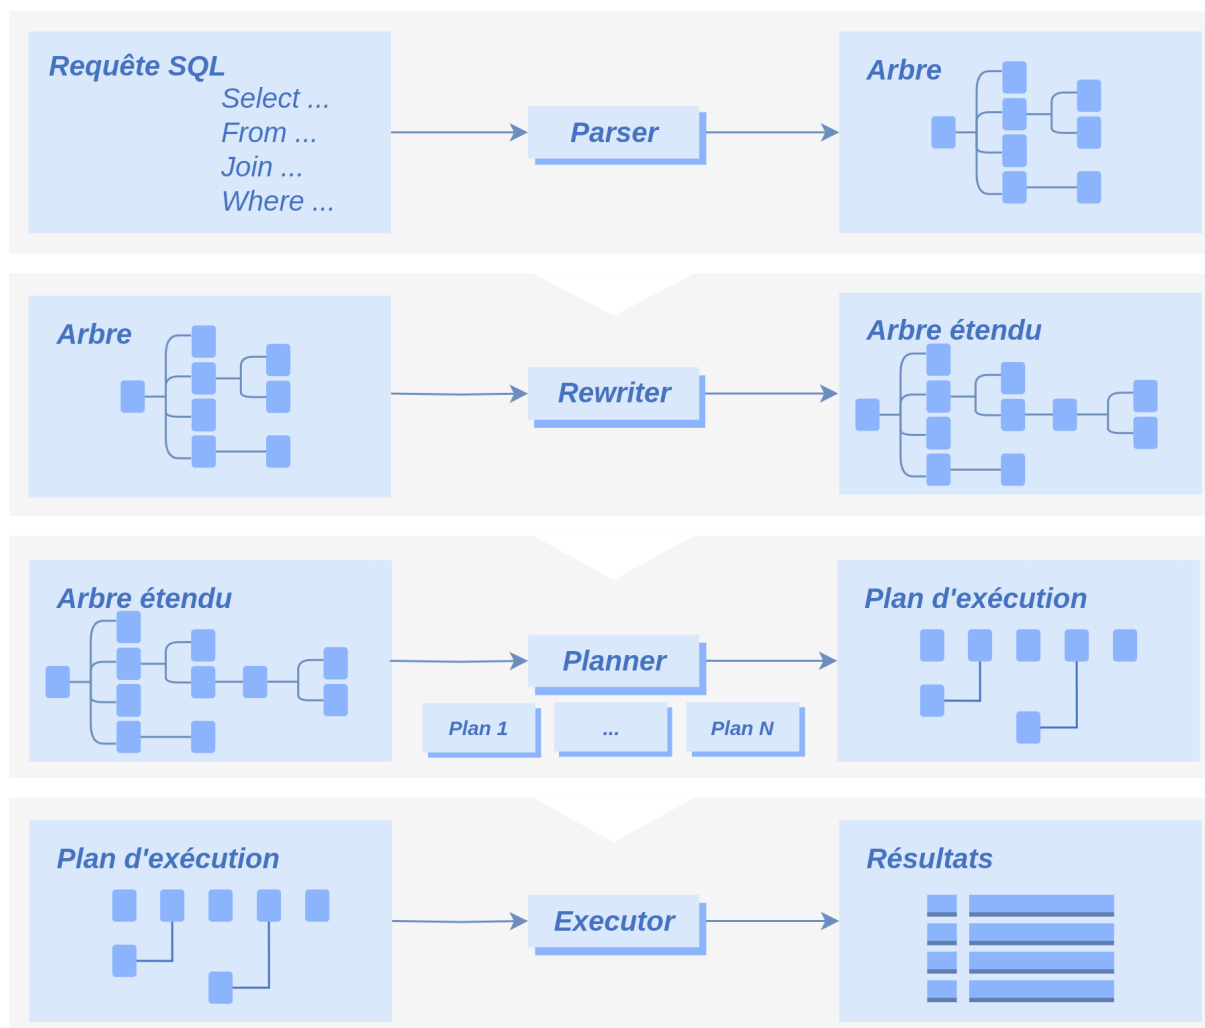 Requête SQL
Select ...
From ...
Join ...
Where ...
Parser
Arbre
Arbre
Rewriter
Arbre étendu
Arbre étendu
Planner
Plan 1
...
Plan N
Plan d'exécution
Plan d'exécution
Executor
Résultats